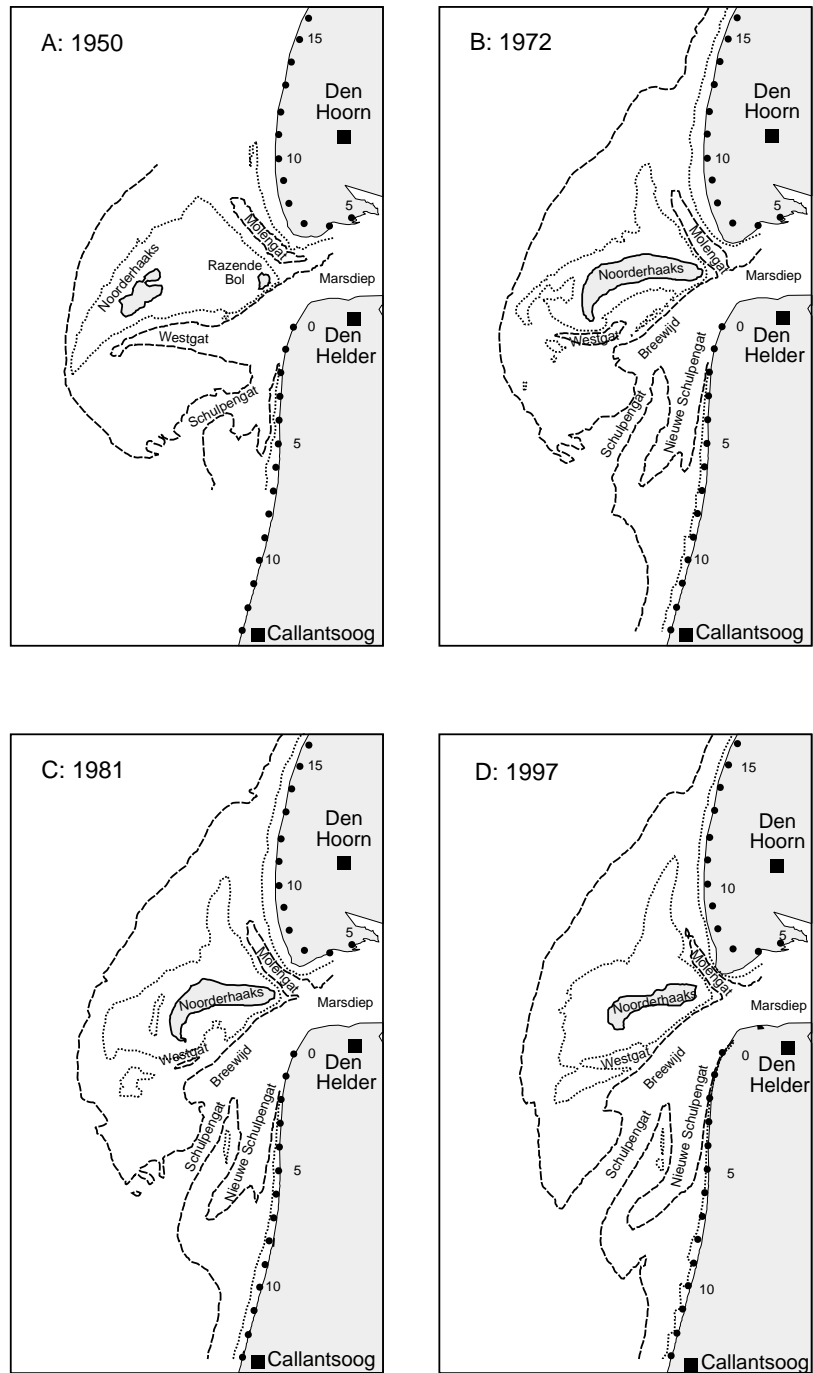 A: 1950
15
Den
Hoorn
10
5
Molengat
Noorderhaaks
Razende
Bol
Marsdiep
Westgat
0
Den
Helder
Schulpengat
5
10
Callantsoog
B: 1972
15
Den
Hoorn
10
5
Molengat
Noorderhaaks
Marsdiep
Westgat
Breewijd
0
Den
Helder
Schulpengat
Nieuwe Schulpengat
5
10
Callantsoog
C: 1981
15
Den
Hoorn
10
5
Molengat
Noorderhaaks
Marsdiep
Westgat
Breewijd
0
Den
Helder
Schulpengat
Nieuwe Schulpengat
5
10
Callantsoog
D: 1997
15
Den
Hoorn
10
5
Molengat
Noorderhaaks
Marsdiep
Westgat
Breewijd
0
Den
Helder
Schulpengat
Nieuwe Schulpengat
5
10
Callantsoog